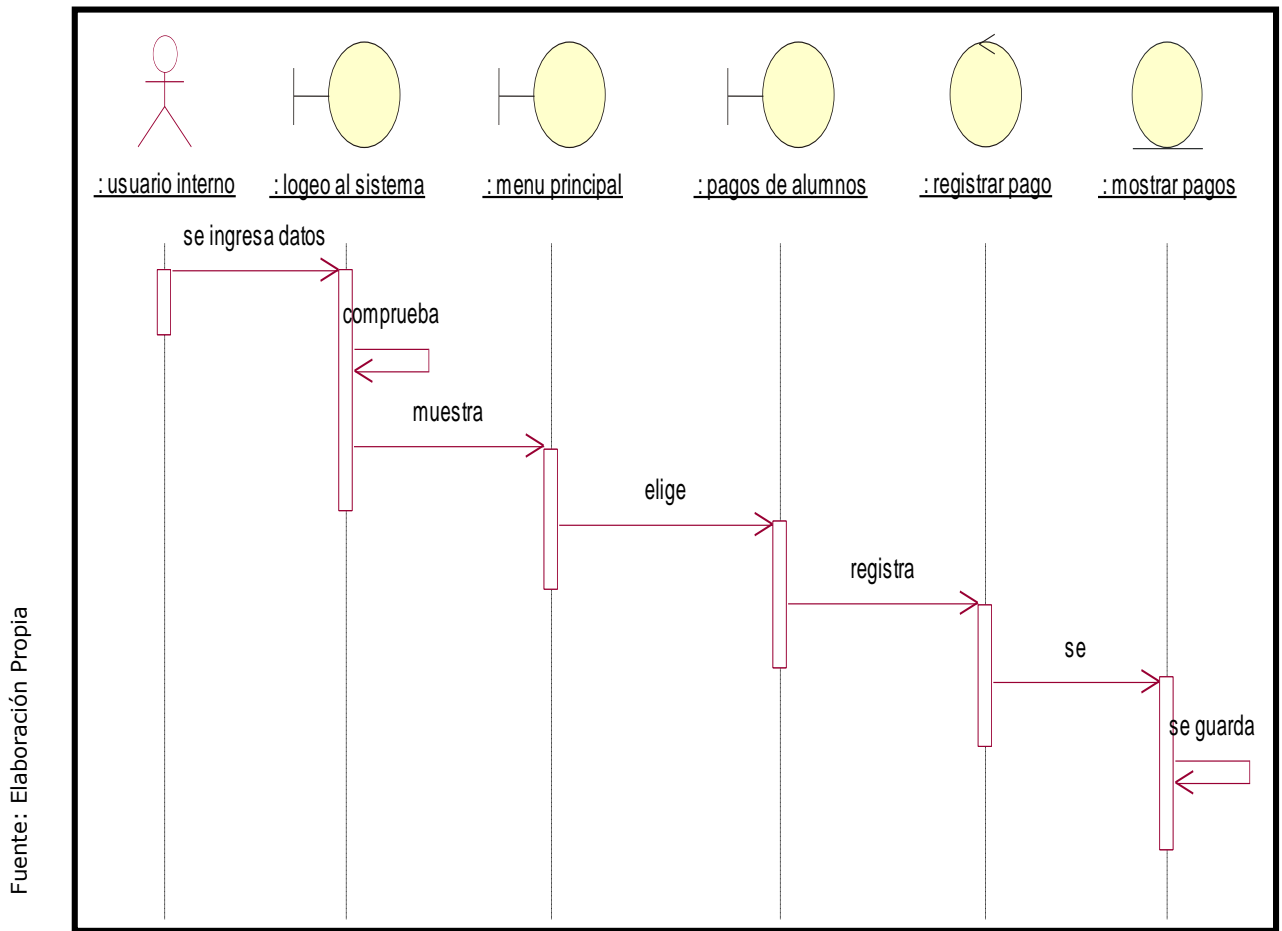 : usuario interno
: logeo al sistema
: menu principal
: pagos de alumnos
: registrar pago
: mostrar pagos
se ingresa datos
comprueba
muestra
elige
registra
se
se guarda
Fuente: Elaboración Propia